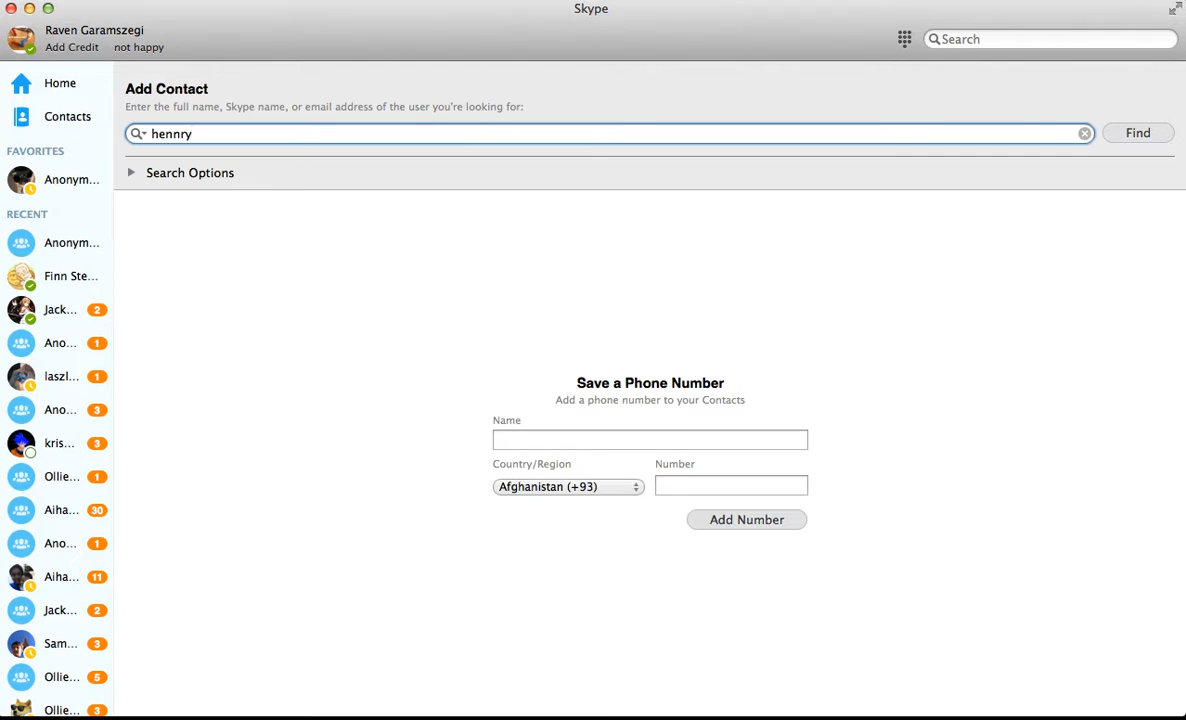 Skype
Raven Garamszegi
Add Credit not happy
Search
Home
Contacts
FAVORITES
Anonym...
RECENT
Anonym...
Finn Ste...
Jack... 2
Ano... 1
laszl... 1
Ano... 3
kris... 3
Ollie... 1
Aiha... 30
Ano... 1
Aiha... 11
Jack... 2
Sam... 3
Ollie... 5
Ollie... 3
Add Contact
Enter the full name, Skype name, or email address of the user you're looking for:
hennry
Find
Search Options
Save a Phone Number
Add a phone number to your Contacts
Name
Country/Region Number
Afghanistan (+93)
Add Number